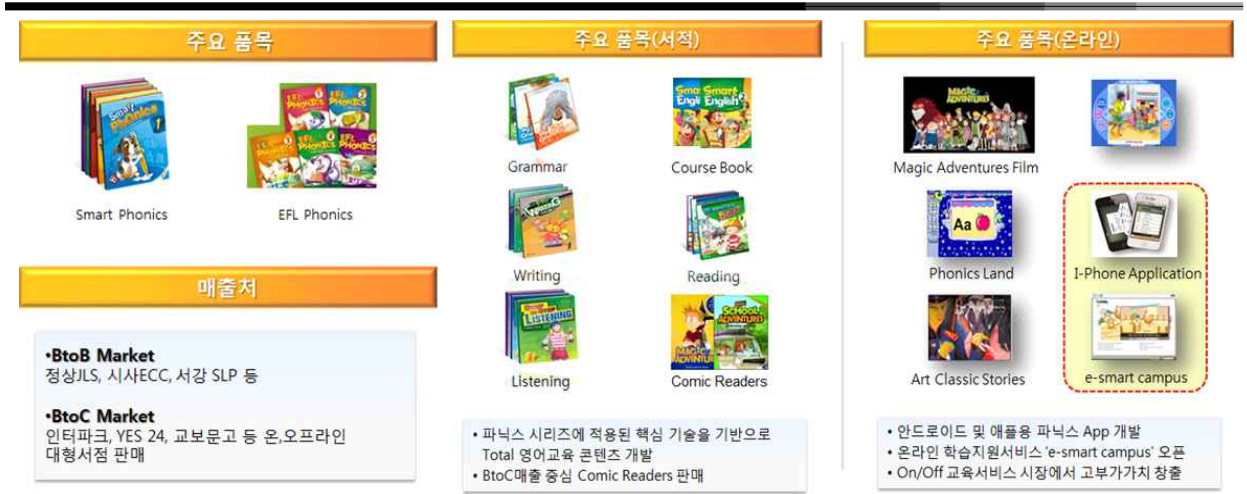 주요 품목
Smart Phonics
EFL Phonics
매출처
•BtoB Market
정상JLS, 시사ECC, 서강 SLP 등
•BtoC Market
인터파크, YES 24, 교보문고 등 온,오프라인
대형서점 판매
주요 품목(서적)
Grammar
Course Book
Writing
Reading
Listening
Comic Readers
• 파닉스 시리즈에 적용된 핵심 기술을 기반으로
Total 영어교육 콘텐츠 개발
• BtoC매출 중심 Comic Readers 판매
주요 품목(온라인)
Magic Adventures Film
Phonics Land
I-Phone Application
Art Classic Stories
e-smart campus
• 안드로이드 및 애플용 파닉스 App 개발
• 온라인 학습지원서비스 'e-smart campus' 오픈
• On/Off 교육서비스 시장에서 고부가가치 창출